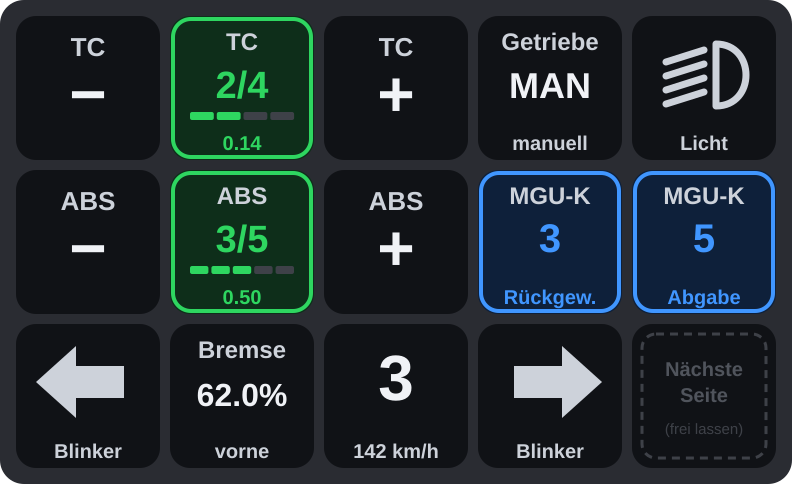 TC
−
TC
2/4
0.14
TC
+
Getriebe
MAN
manuell
Licht
ABS
−
ABS
3/5
0.50
ABS
+
MGU-K
3
Rückgew.
MGU-K
5
Abgabe
Blinker
Bremse
62.0%
vorne
3
142 km/h
Blinker
Nächste
Seite
(frei lassen)